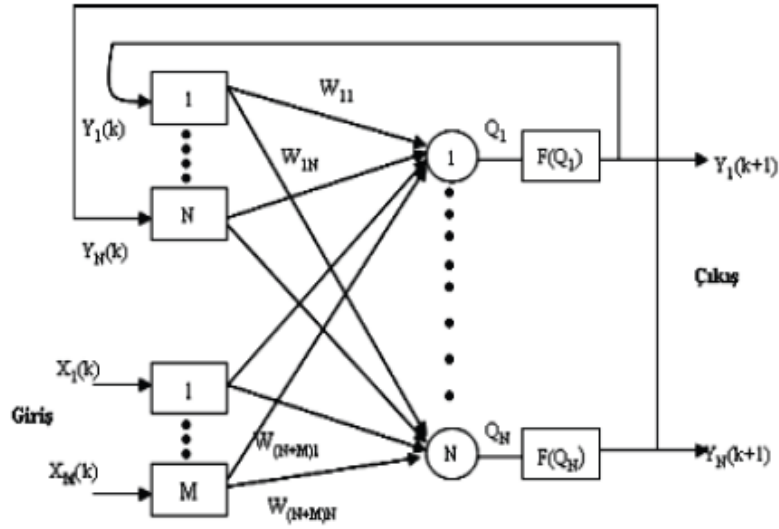 W11
1
Y1(k)
W1N
Q1
1
F(Q1)
Y1(k+1)
N
YN(k)
Çıkış
X1(k)
1
Giriş
W(N+M)1
QN
N
F(QN)
YN(k+1)
XM(k)
M
W(N+M)N